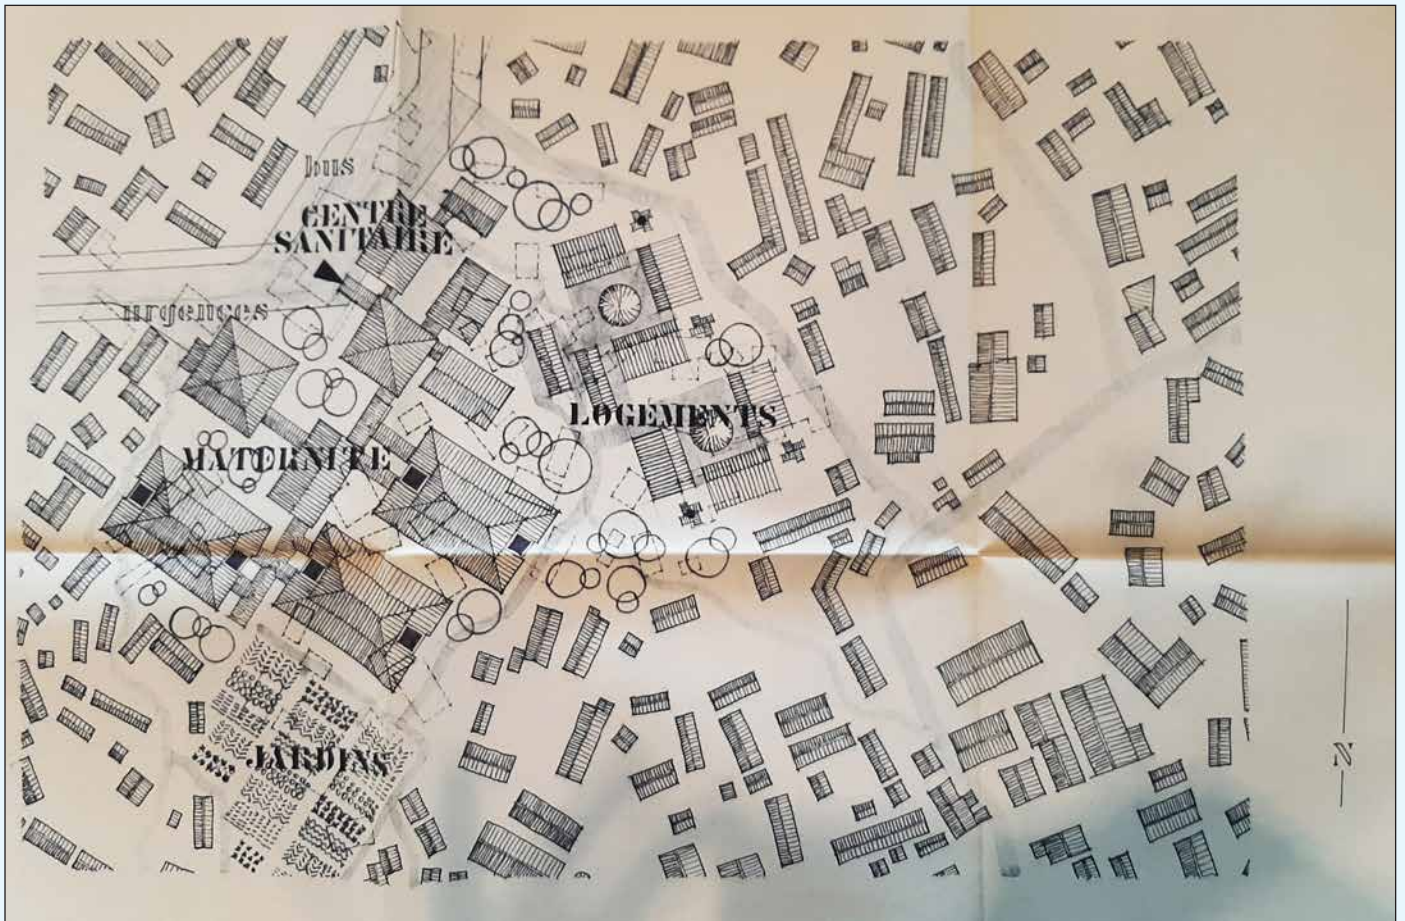 bus
CENTRE
SANITAIRE
urgences
LOGEMENTS
MATERNITE
JARDINS
N